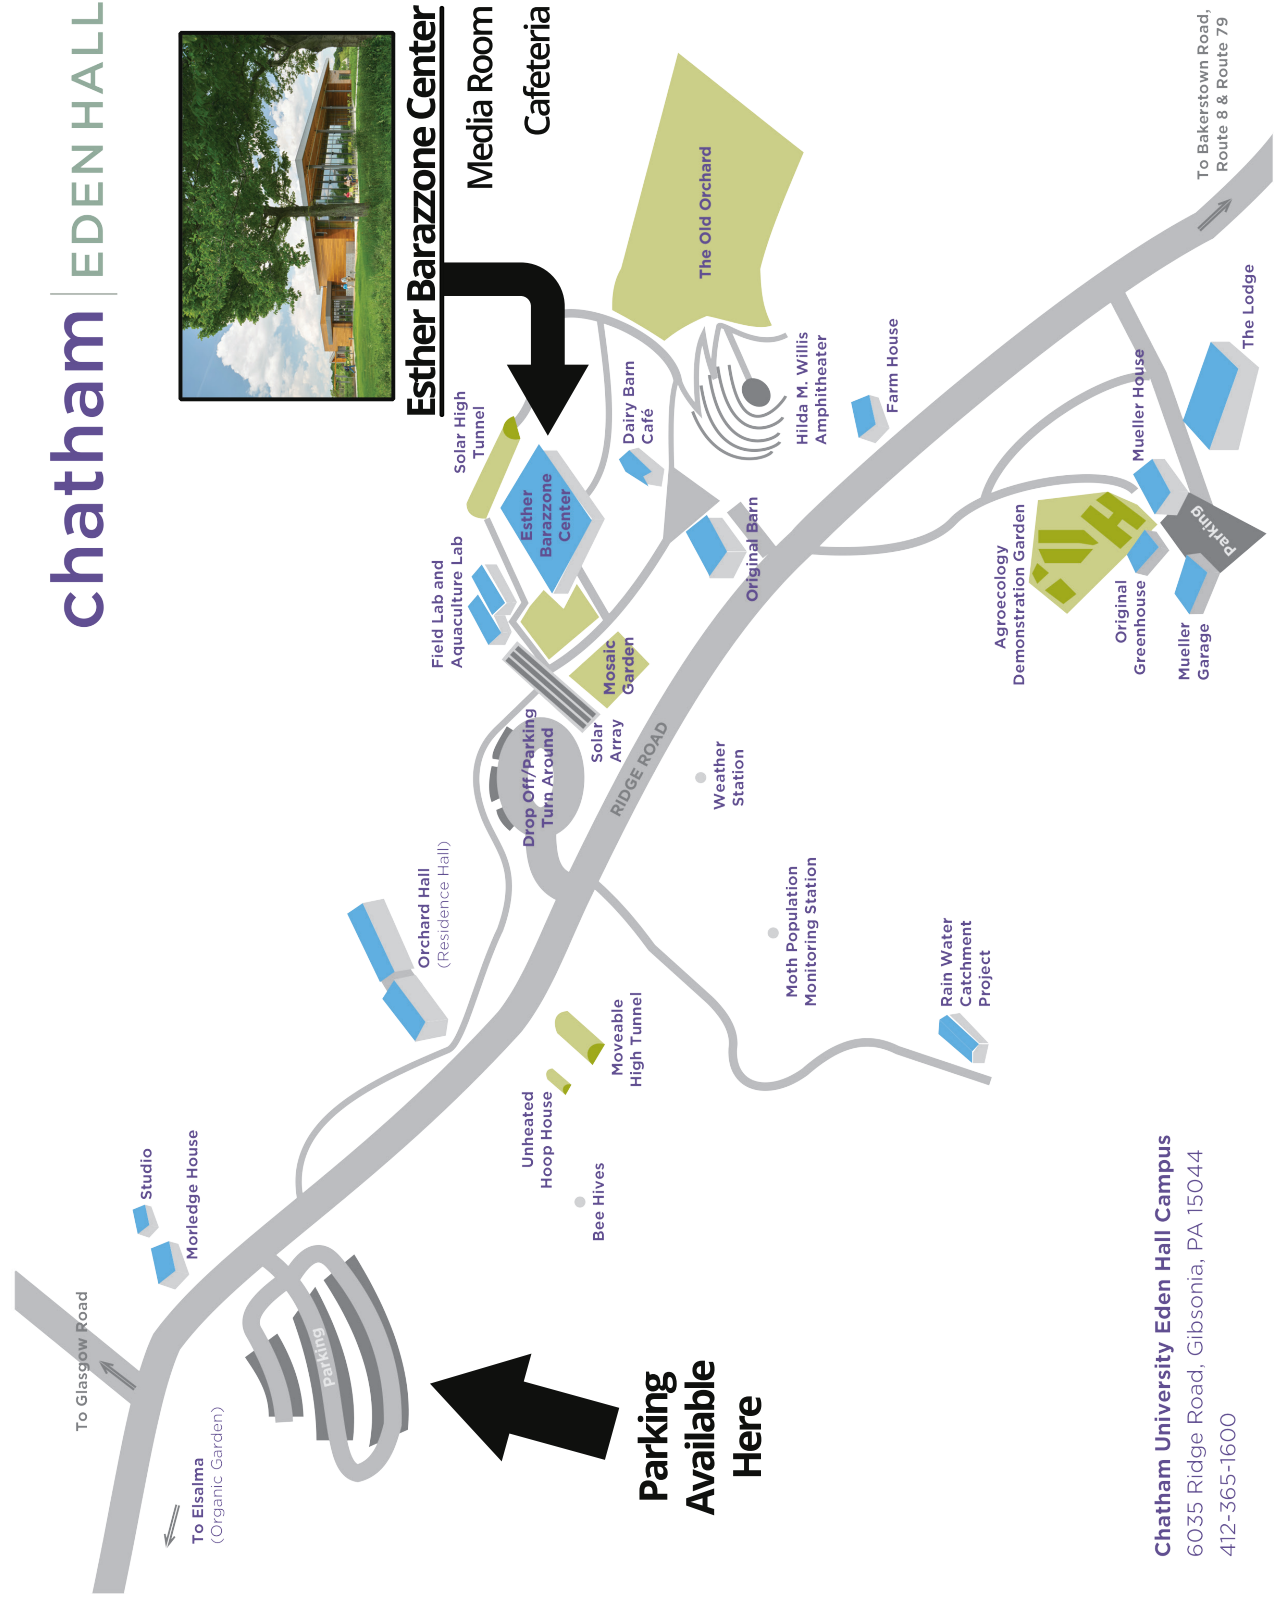 chatham | EDEN HALL
Esther Barazzone Center
Media Room
Cafeteria
To Glasgow Road
To Elsalma
(Organic Garden)
Studio
Morledge House
Parking
Parking
Available
Here
Orchard Hall
(Residence Hall)
Unheated
Hoop House
Bee Hives
Moveable
High Tunnel
Drop Off/Parking
Turn Around
Solar
Array
Mosaic
Garden
Field Lab and
Aquaculture Lab
Solar High
Tunnel
Esther
Barazzone
Center
Dairy Barn
Café
The Old Orchard
Hilda M. Willis
Amphitheater
Farm House
Original Barn
RIDGE ROAD
Weather
Station
Moth Population
Monitoring Station
Rain Water
Catchment
Project
Agroecology
Demonstration Garden
Original
Greenhouse
Mueller
Garage
Parking
Mueller House
The Lodge
To Bakerstown Road,
Route 8 & Route 79
Chatham University Eden Hall Campus
6035 Ridge Road, Gibsonia, PA 15044
412-365-1600